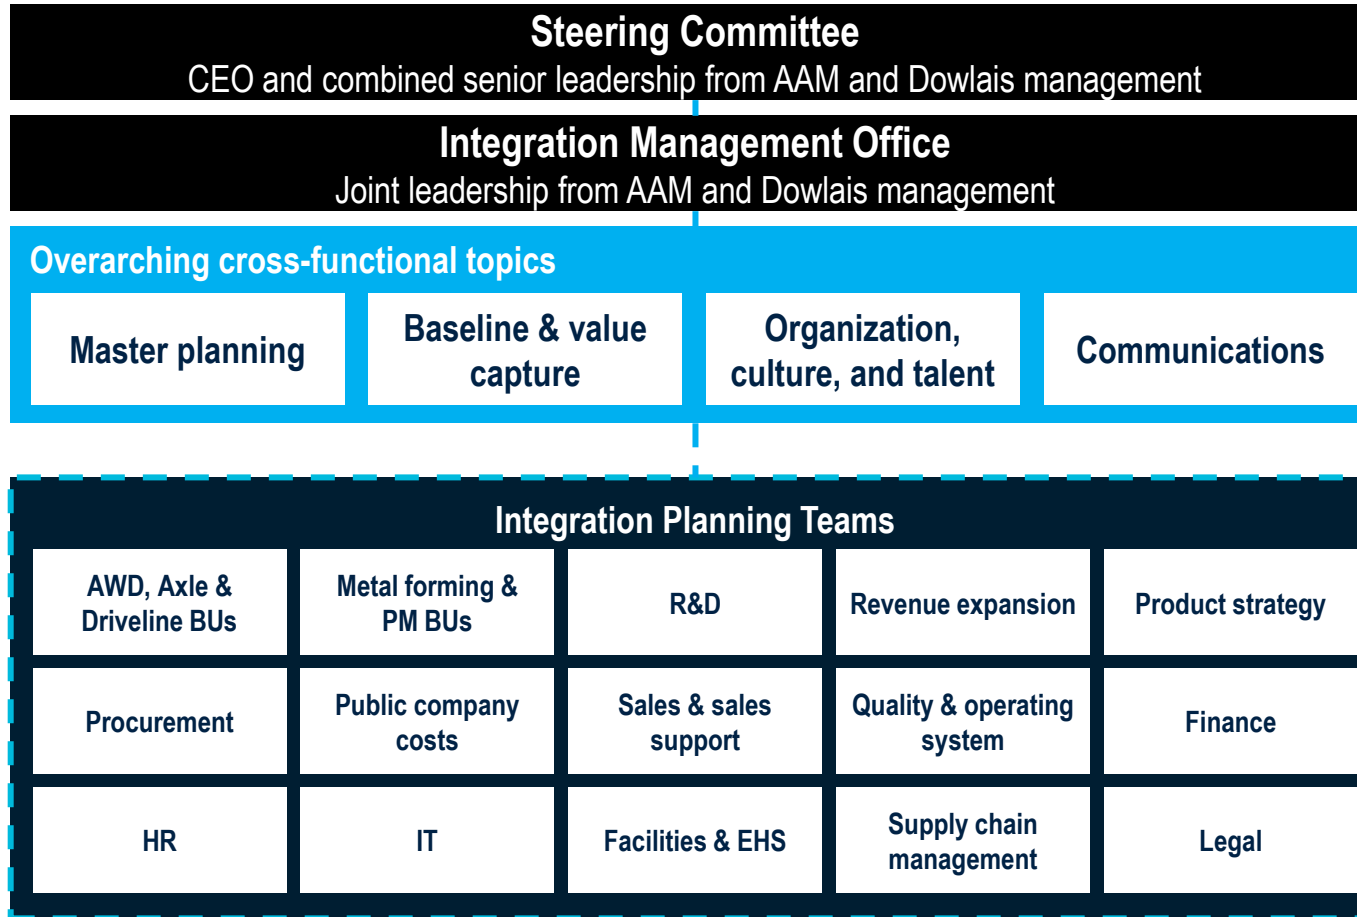 Steering Committee
CEO and combined senior leadership from AAM and Dowlais management
Integration Management Office
Joint leadership from AAM and Dowlais management
Overarching cross-functional topics
Master planning
Baseline & value
capture
Organization,
culture, and talent
Communications
Integration Planning Teams
AWD, Axle &
Driveline BUs
Metal forming &
PM BUs
R&D
Revenue expansion
Product strategy
Procurement
Public company
costs
Sales & sales
support
Quality & operating
system
Finance
HR
IT
Facilities & EHS
Supply chain
management
Legal